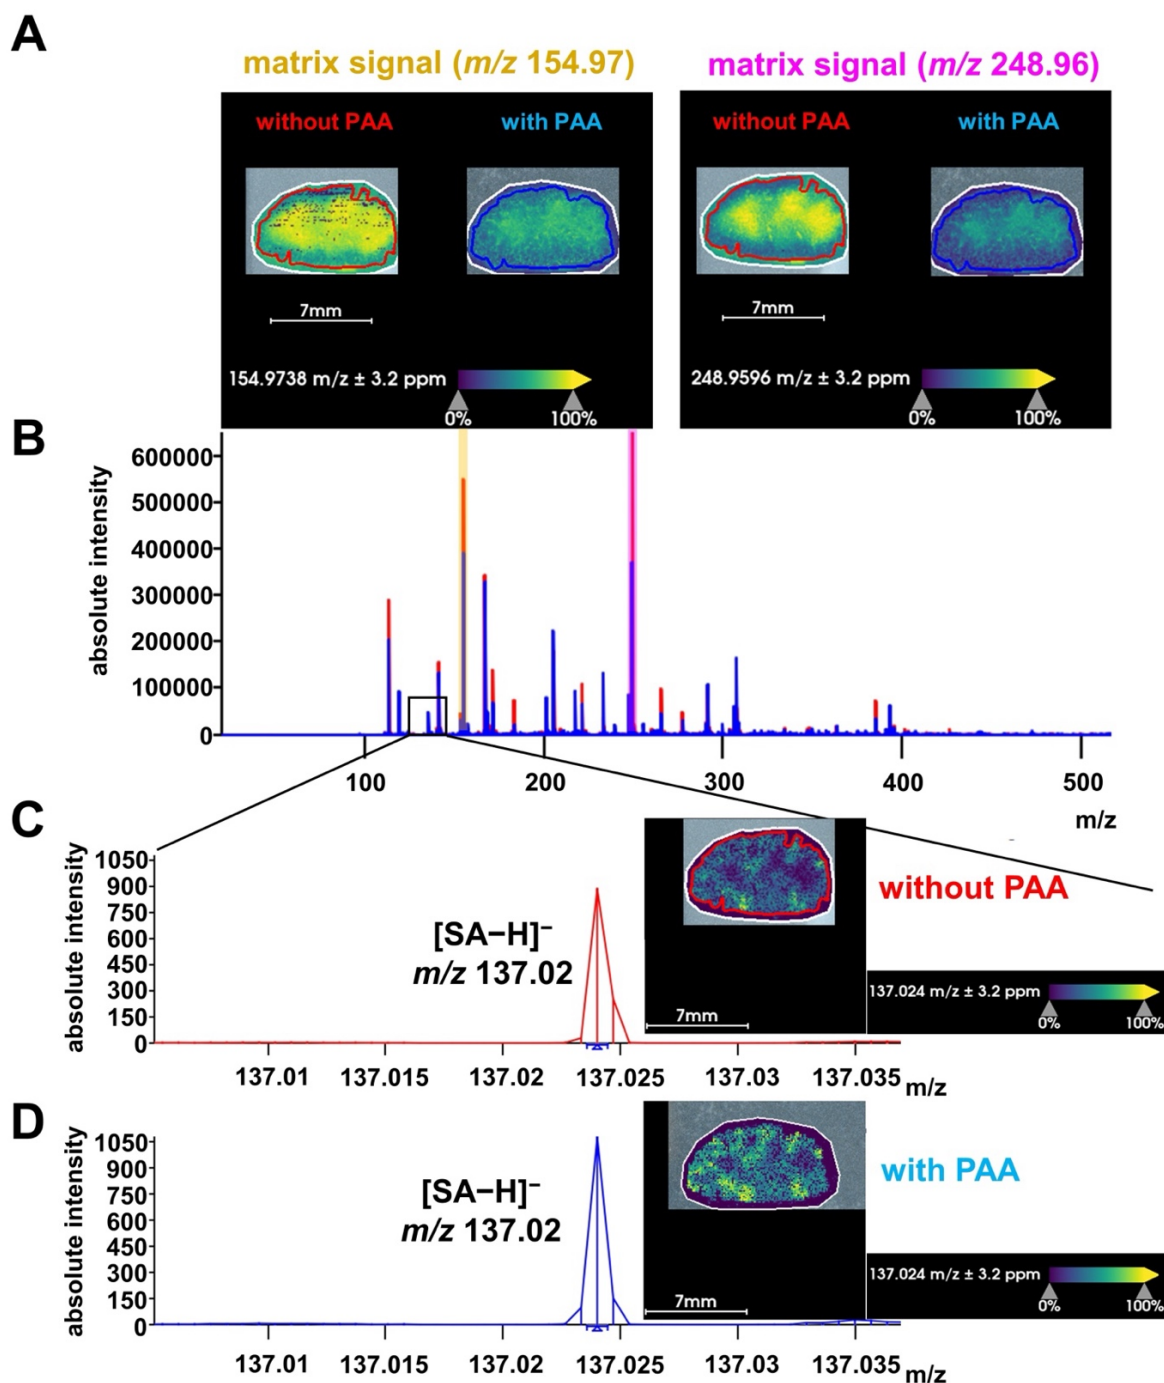 A
matrix signal (m/z 154.97)
matrix signal (m/z 248.96)
without PAA
with PAA
without PAA
with PAA
7mm
7mm
154.9738 m/z ± 3.2 ppm
0%
100%
248.9596 m/z ± 3.2 ppm
0%
100%
B
absolute intensity
600000
500000
400000
300000
200000
100000
0
100
200
300
400
500
m/z
C
absolute intensity
1050
900
750
600
450
300
150
0
[SA−H]⁻
m/z 137.02
without PAA
7mm
137.024 m/z ± 3.2 ppm
0%
100%
137.01
137.015
137.02
137.025
137.03
137.035
m/z
D
absolute intensity
1050
900
750
600
450
300
150
0
[SA−H]⁻
m/z 137.02
with PAA
7mm
137.024 m/z ± 3.2 ppm
0%
100%
137.01
137.015
137.02
137.025
137.03
137.035
m/z